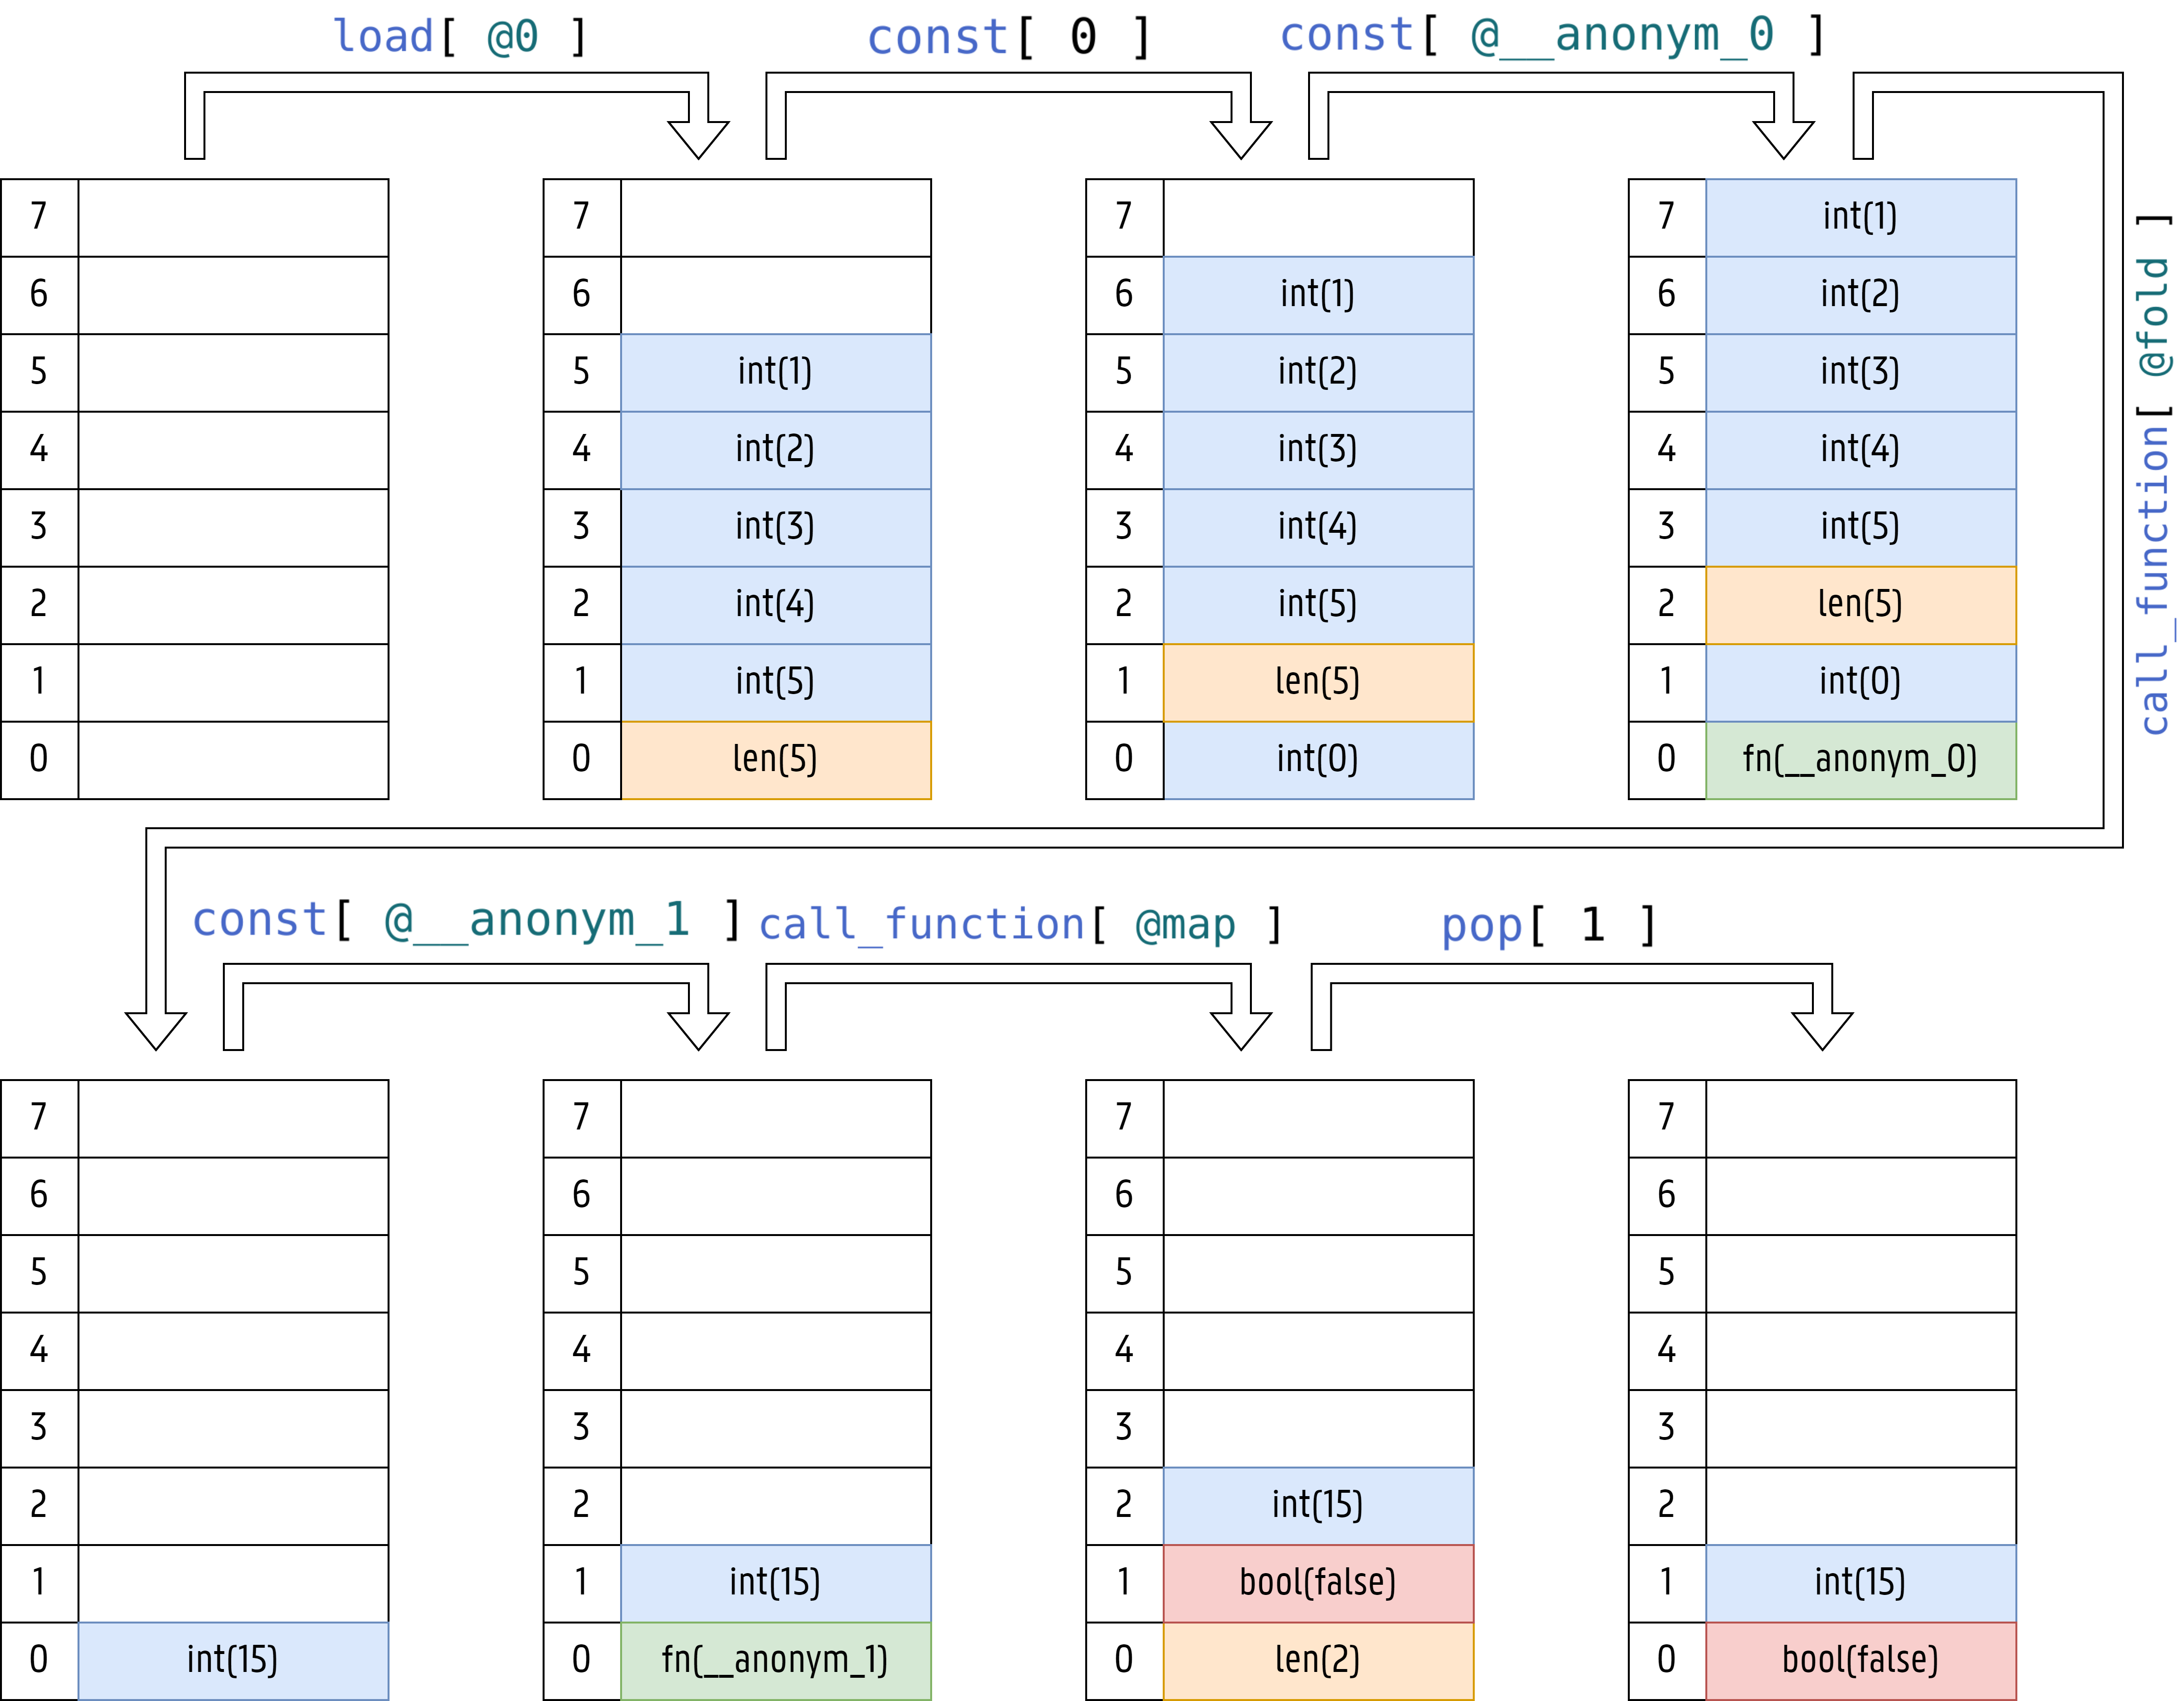 load[ @0 ]
const[ 0 ]
const[ @__anonym_0 ]
call_function[ @fold ]
7
6
5
4
3
2
1
0
7
6
5 int(1)
4 int(2)
3 int(3)
2 int(4)
1 int(5)
0 len(5)
7
6 int(1)
5 int(2)
4 int(3)
3 int(4)
2 int(5)
1 len(5)
0 int(0)
7 int(1)
6 int(2)
5 int(3)
4 int(4)
3 int(5)
2 len(5)
1 int(0)
0 fn(__anonym_0)
const[ @__anonym_1 ]
call_function[ @map ]
pop[ 1 ]
7
6
5
4
3
2
1
0 int(15)
7
6
5
4
3
2
1 int(15)
0 fn(__anonym_1)
7
6
5
4
3
2 int(15)
1 bool(false)
0 len(2)
7
6
5
4
3
2
1 int(15)
0 bool(false)